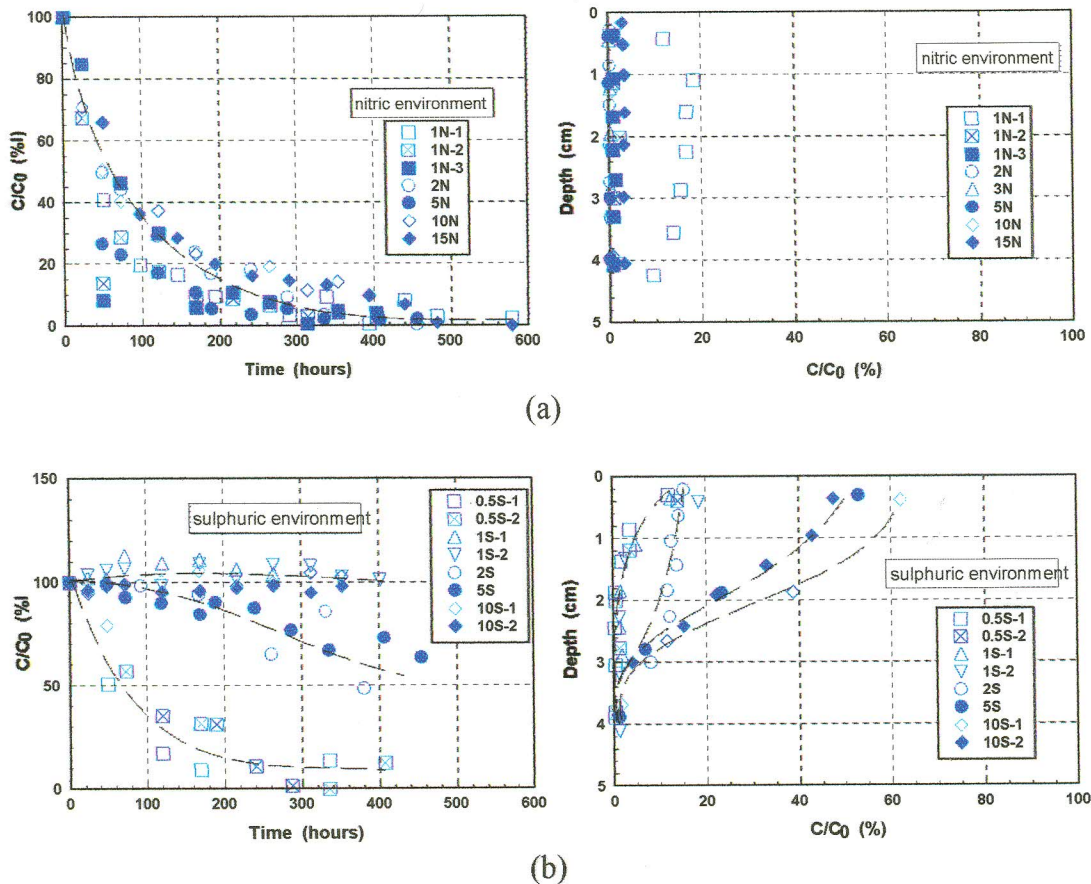 100
80
60
40
20
0
C/C0 (%l
0 100 200 300 400 500 600
Time (hours)
nitric environment
1N-1
1N-2
1N-3
2N
5N
10N
15N
0
1
2
3
4
5
Depth (cm)
0 20 40 60 80 100
C/C0 (%)
nitric environment
1N-1
1N-2
1N-3
2N
3N
5N
10N
15N
(a)
150
100
50
0
C/C0 (%l
0 100 200 300 400 500 600
Time (hours)
sulphuric environment
0.5S-1
0.5S-2
1S-1
1S-2
2S
5S
10S-1
10S-2
0
1
2
3
4
5
Depth (cm)
0 20 40 60 80 100
C/C0 (%)
sulphuric environment
0.5S-1
0.5S-2
1S-1
1S-2
2S
5S
10S-1
10S-2
(b)